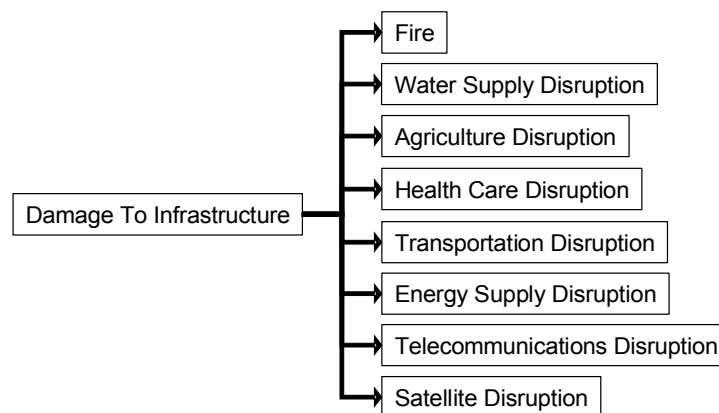 Fire
Water Supply Disruption
Agriculture Disruption
Health Care Disruption
Damage To Infrastructure
Transportation Disruption
Energy Supply Disruption
Telecommunications Disruption
Satellite Disruption